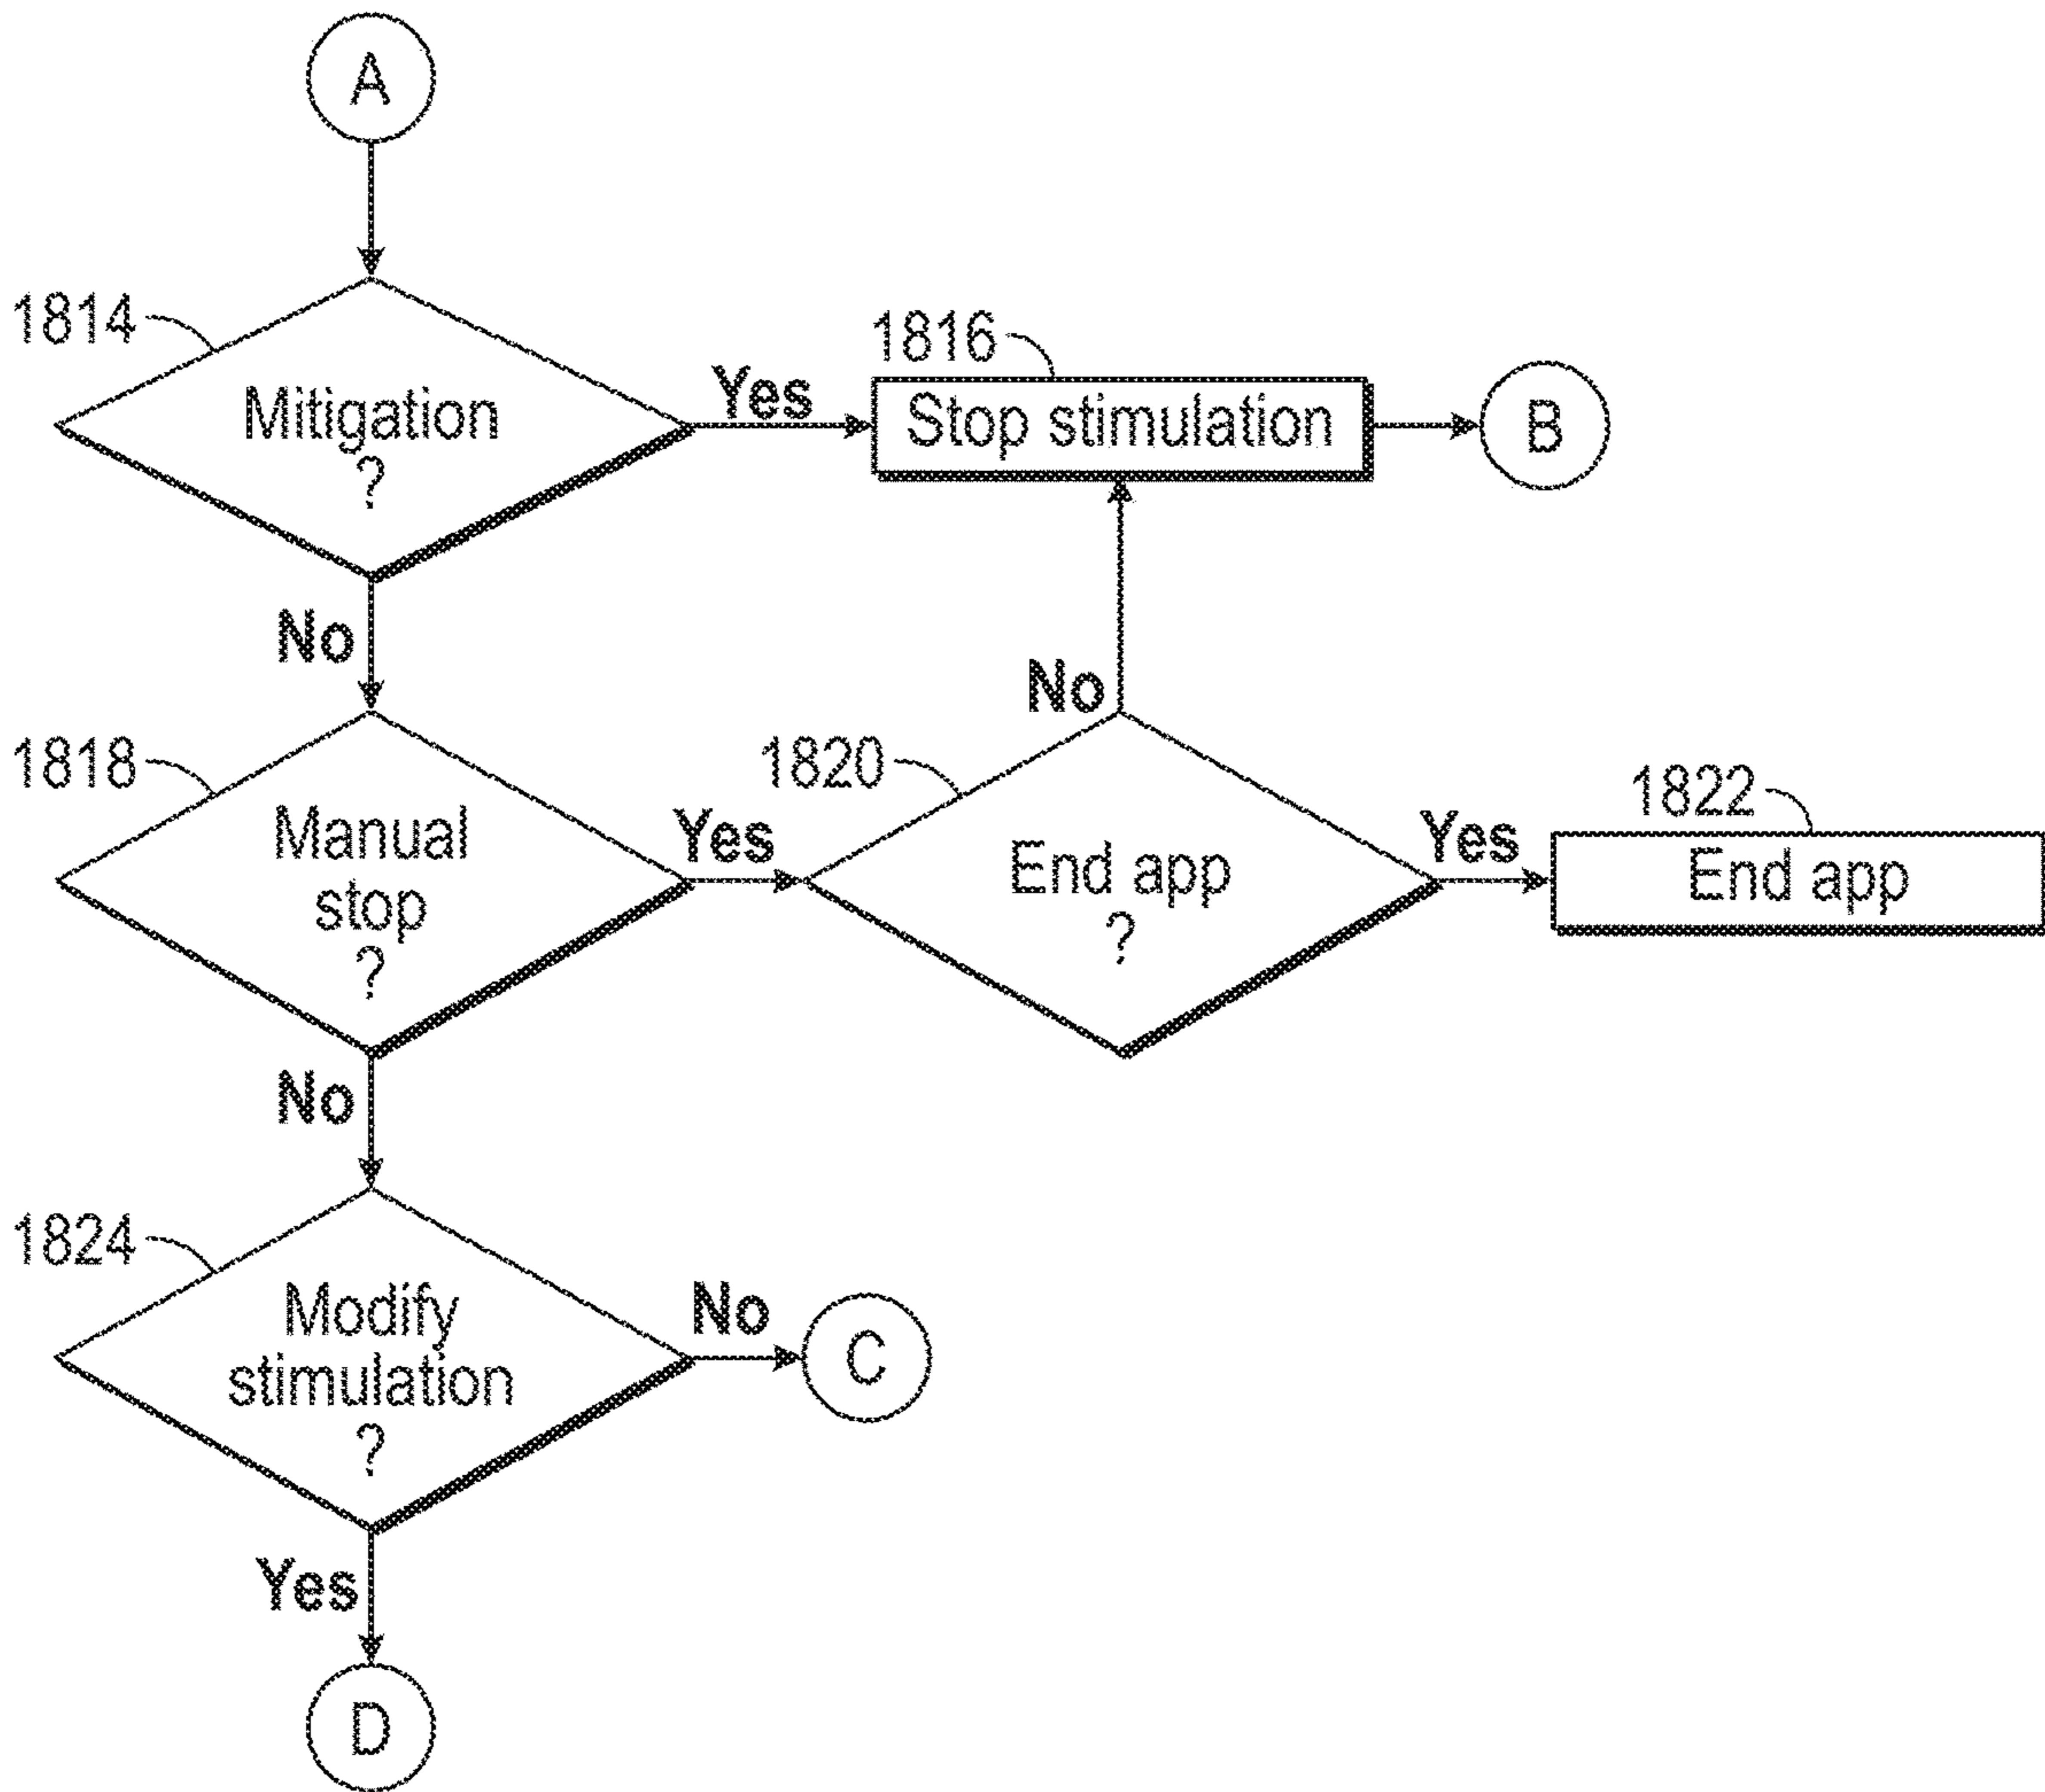 A
1814
Mitigation
?
Yes
1816
Stop stimulation
B
No
1818
Manual
stop
?
Yes
1820
No
End app
?
Yes
1822
End app
No
1824
Modify
stimulation
?
No
C
Yes
D